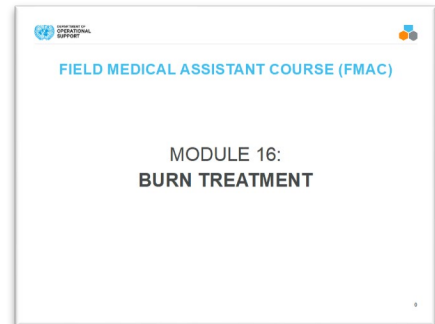 DEPARTMENT OF
OPERATIONAL
SUPPORT
FIELD MEDICAL ASSISTANT COURSE (FMAC)
MODULE 16:
BURN TREATMENT